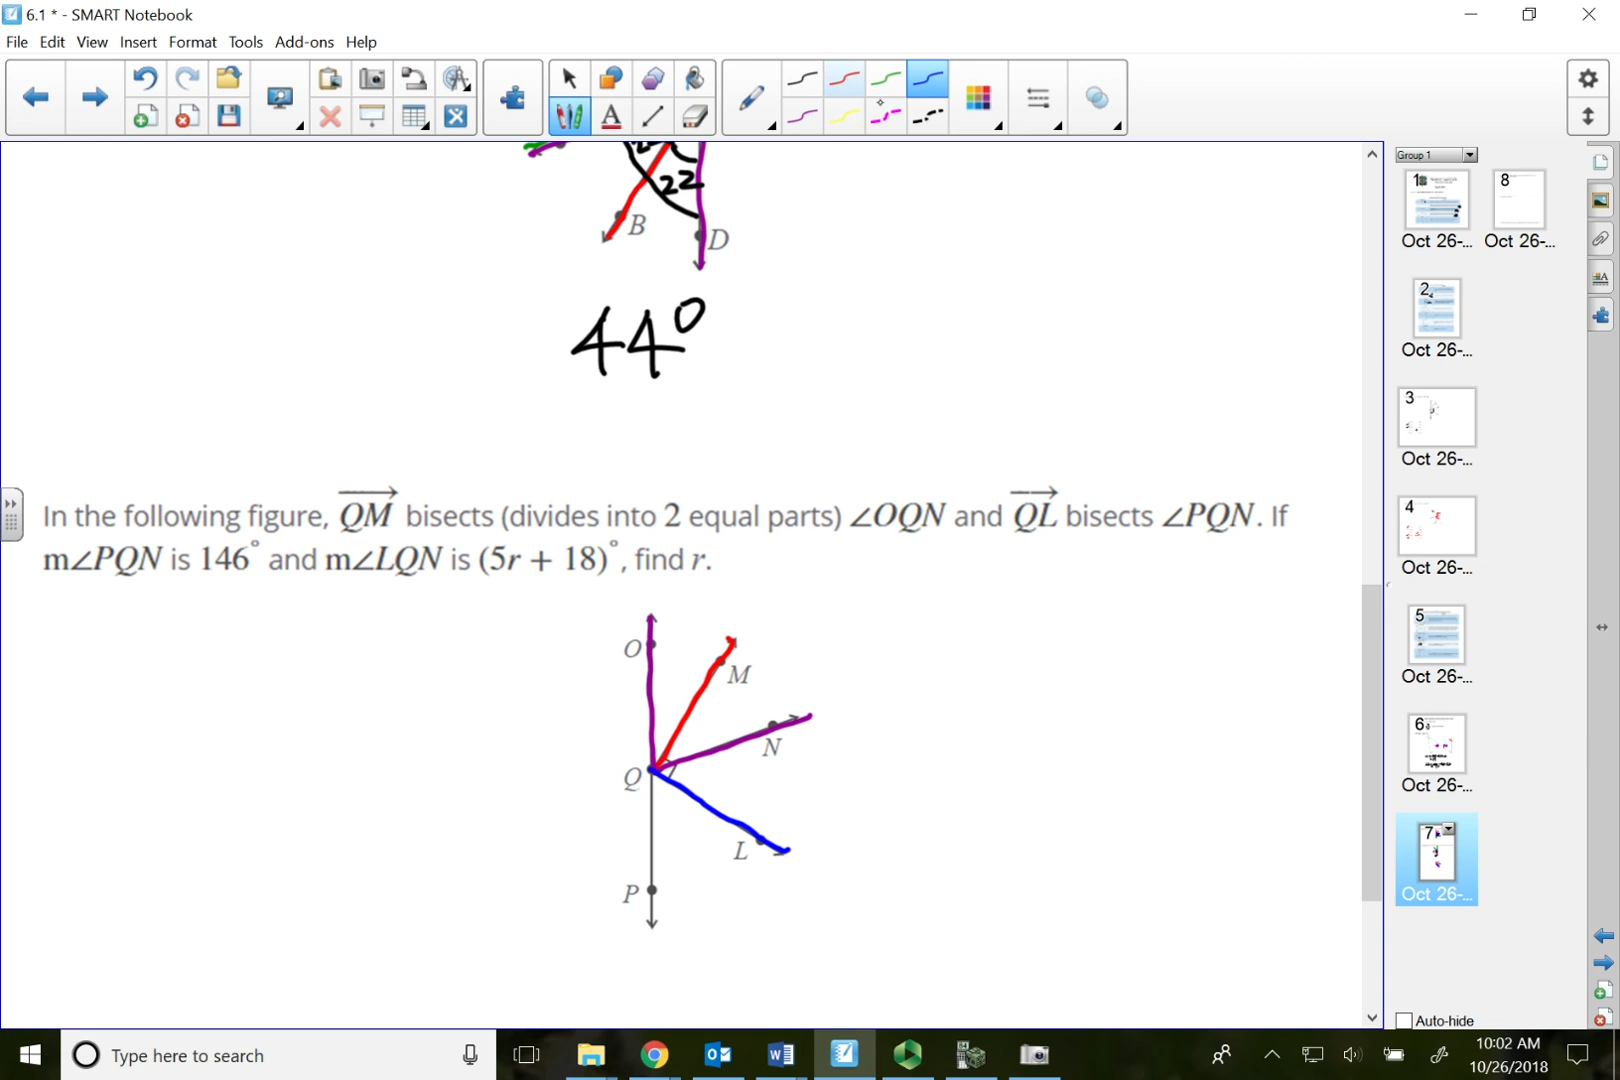 6.1 * - SMART Notebook
File Edit View Insert Format Tools Add-ons Help
A
Group 1
22
B
D
44°
In the following figure, QM bisects (divides into 2 equal parts) ∠OQN and QL bisects ∠PQN. If
m∠PQN is 146° and m∠LQN is (5r + 18)°, find r.
O
M
N
Q
L
P
1
Oct 26-...
8
Oct 26-...
2
Oct 26-...
3
Oct 26-...
4
Oct 26-...
5
Oct 26-...
6
Oct 26-...
7
Oct 26-...
Auto-hide
Type here to search
10:02 AM
10/26/2018